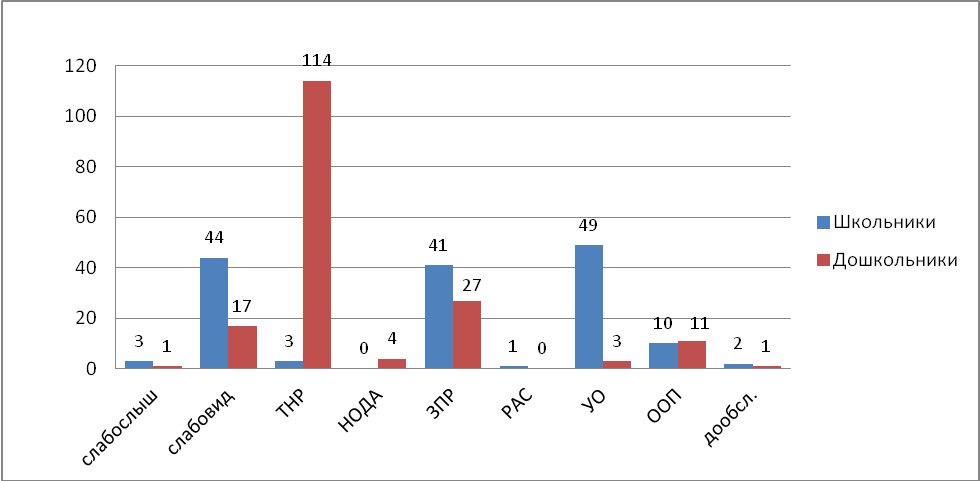 114
120
100
80
60
40
20
0
3
1
44
17
3
0
4
41
27
1
0
49
3
10
11
2
1
слабослыш
слабовид
ТНР
НОДА
ЗПР
РАС
УО
ООП
дообсл.
Школьники
Дошкольники